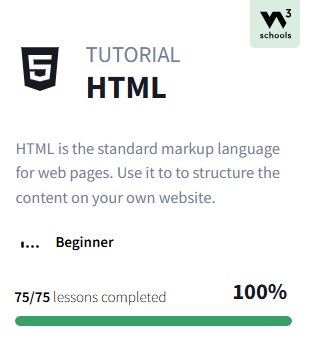 W3
schools
5
TUTORIAL
HTML
HTML is the standard markup language
for web pages. Use it to to structure the
content on your own website.
Beginner
75/75 lessons completed
100%